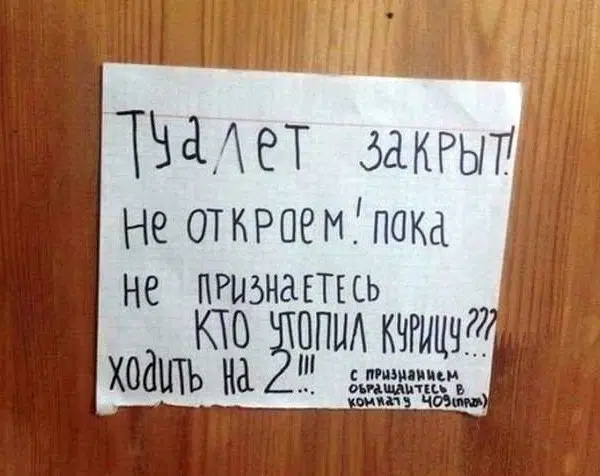 Туалет закрыт!
Не откроем! пока
не признаетесь
кто утопил курицу???
ходить на 2!!!
с признанием
обращайтесь в
комнату 409(прав)